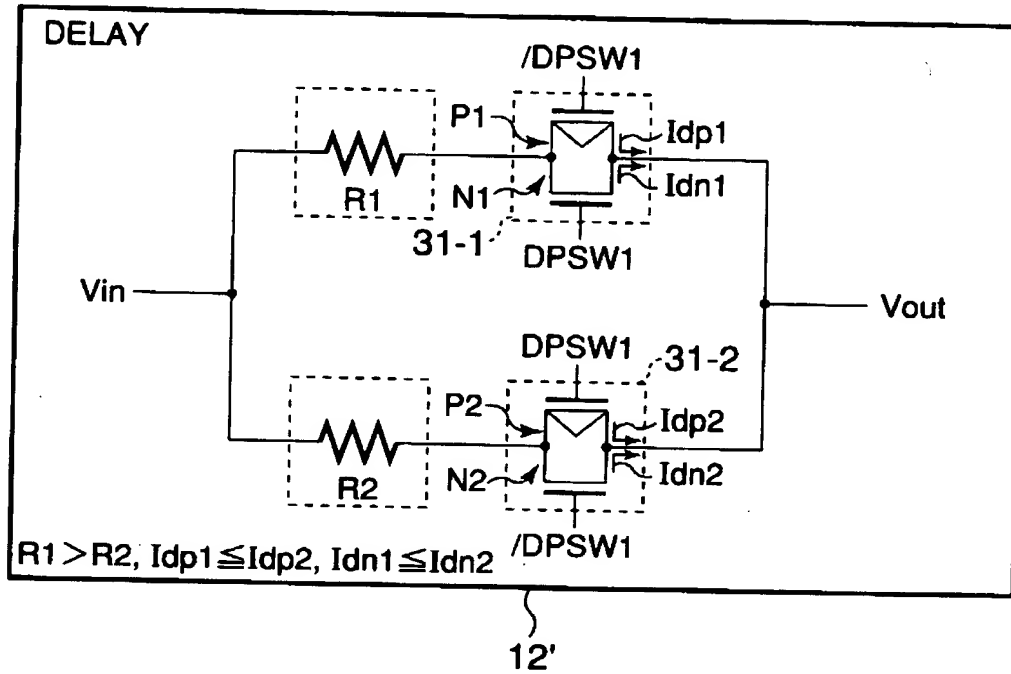 DELAY
/DPSW1
P1
Idp1
R1
N1
Idn1
31-1
DPSW1
Vin
Vout
DPSW1
31-2
P2
Idp2
R2
N2
Idn2
/DPSW1
R1>R2, Idp1≦Idp2, Idn1≦Idn2
12'